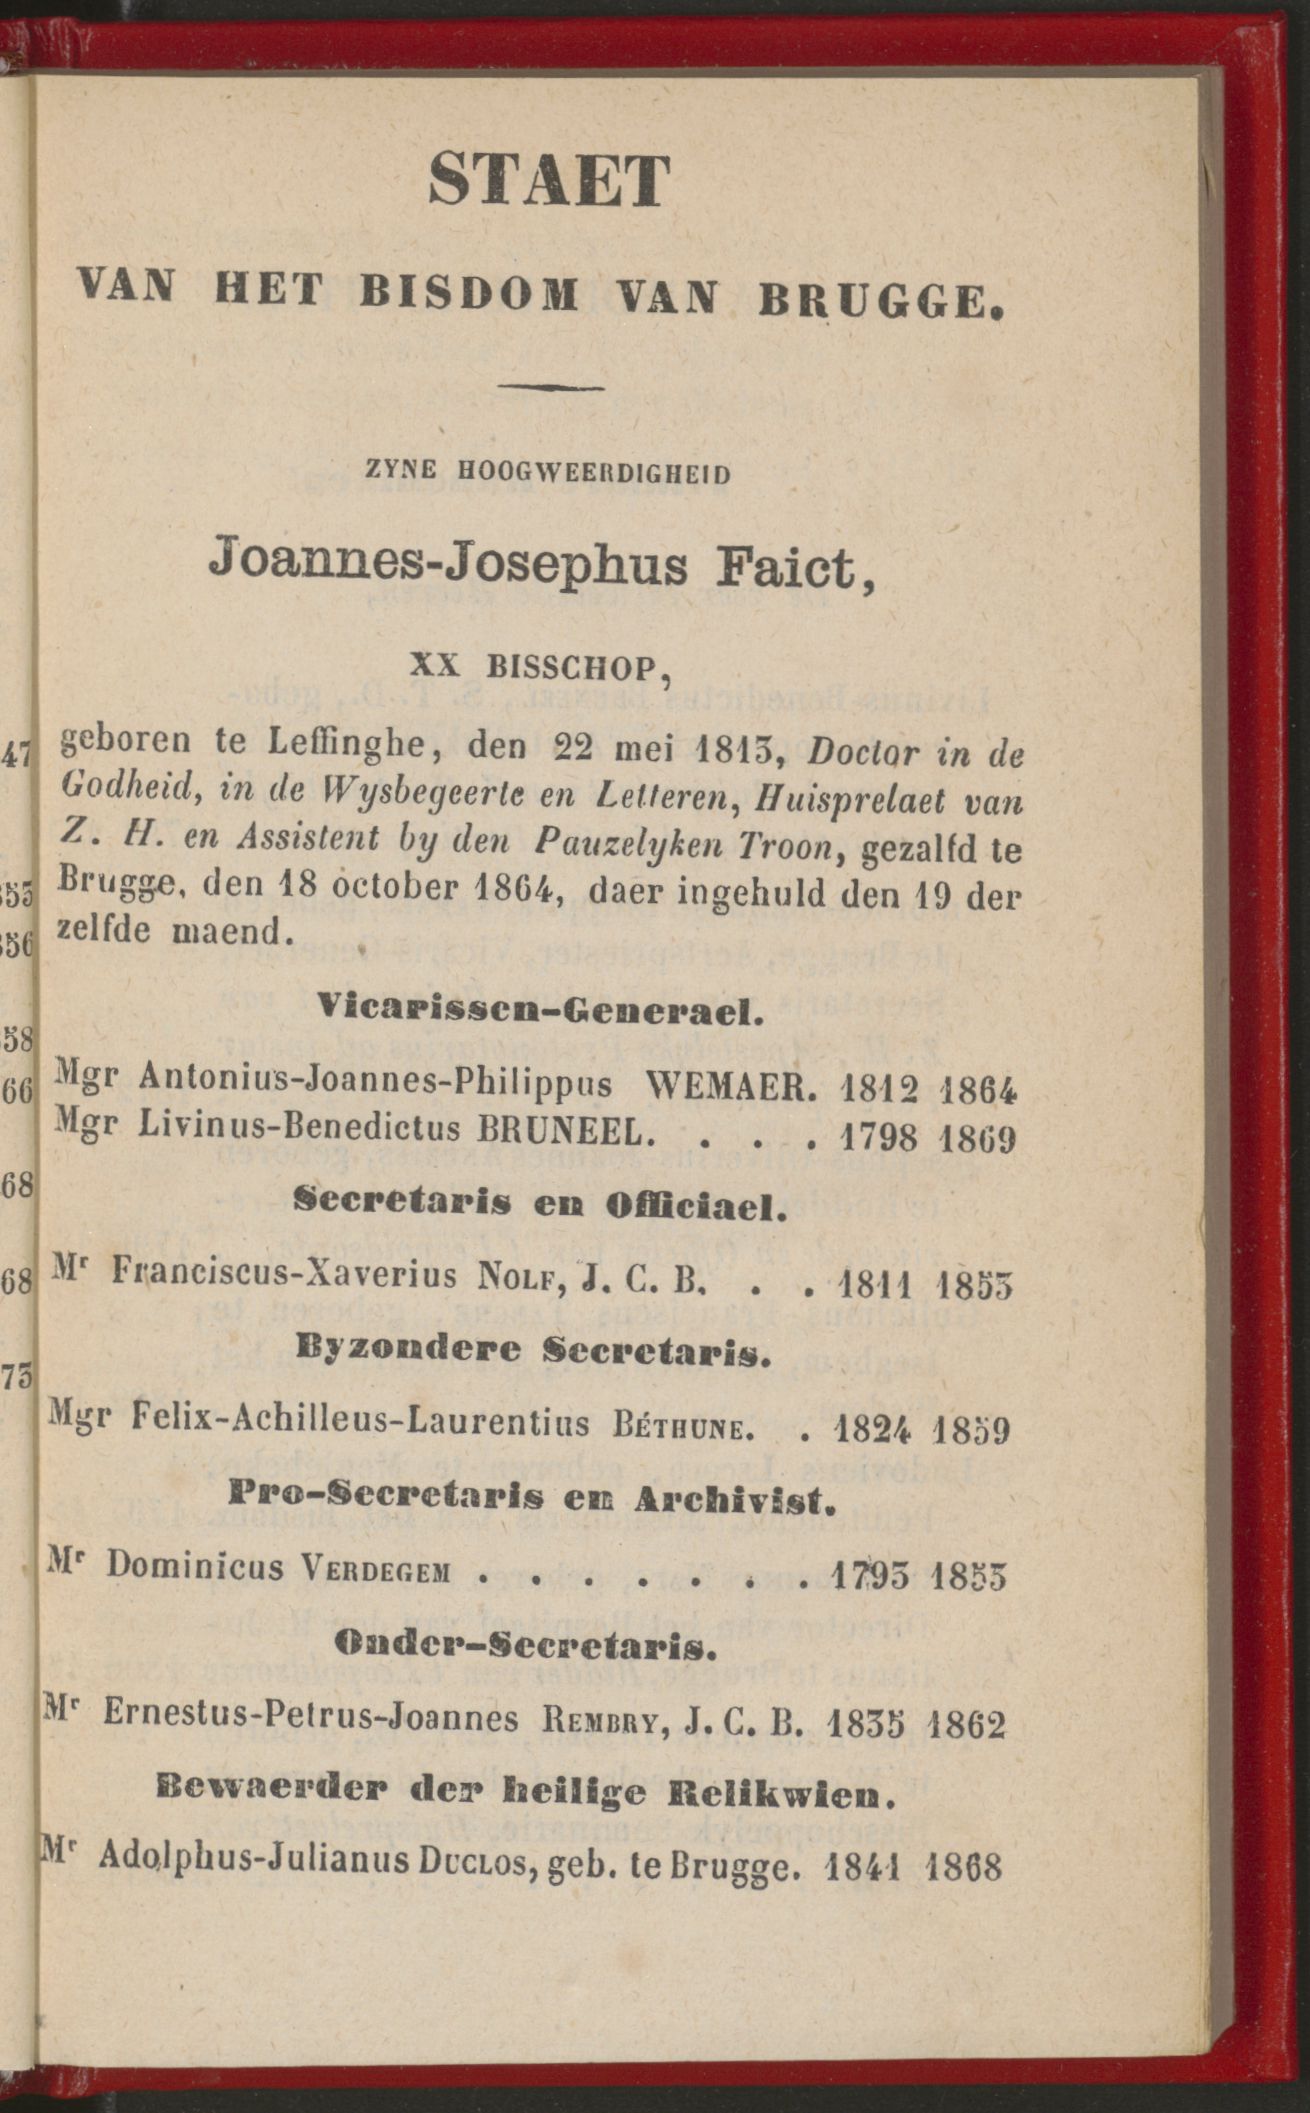 STAET
VAN HET BISDOM VAN BRUGGE.
ZYNE HOOGWEERDIGHEID
Joannes-Josephus Faict,
XX BISSCHOP,
geboren te Leffinghe, den 22 mei 1813, Doctor in de
Godheid, in de Wysbegeerte en Letteren, Huisprelaet van
Z. H. en Assistent by den Pauzelyken Troon, gezalfd te
Brugge, den 18 october 1864, daer ingehuld den 19 der
zelfde maend.
Vicarissen-Generael.
Mgr Antonius-Joannes-Philippus WEMAER. 1812 1864
Mgr Livinus-Benedictus BRUNEEL. . . . 1798 1869
Secretaris en Officiael.
Mr Franciscus-Xaverius NOLF, J. C. B. . . 1811 1853
Byzondere Secretaris.
Mgr Felix-Achilleus-Laurentius BÉTHUNE. . 1824 1859
Pro-Secretaris en Archivist.
Mr Dominicus VERDEGEM . . . . . . . 1793 1853
Onder-Secretaris.
Mr Ernestus-Petrus-Joannes REMBRY, J. C. B. 1835 1862
Bewaerder der heilige Relikwien.
Mr Adolphus-Julianus DUCLOS, geb. te Brugge. 1841 1868